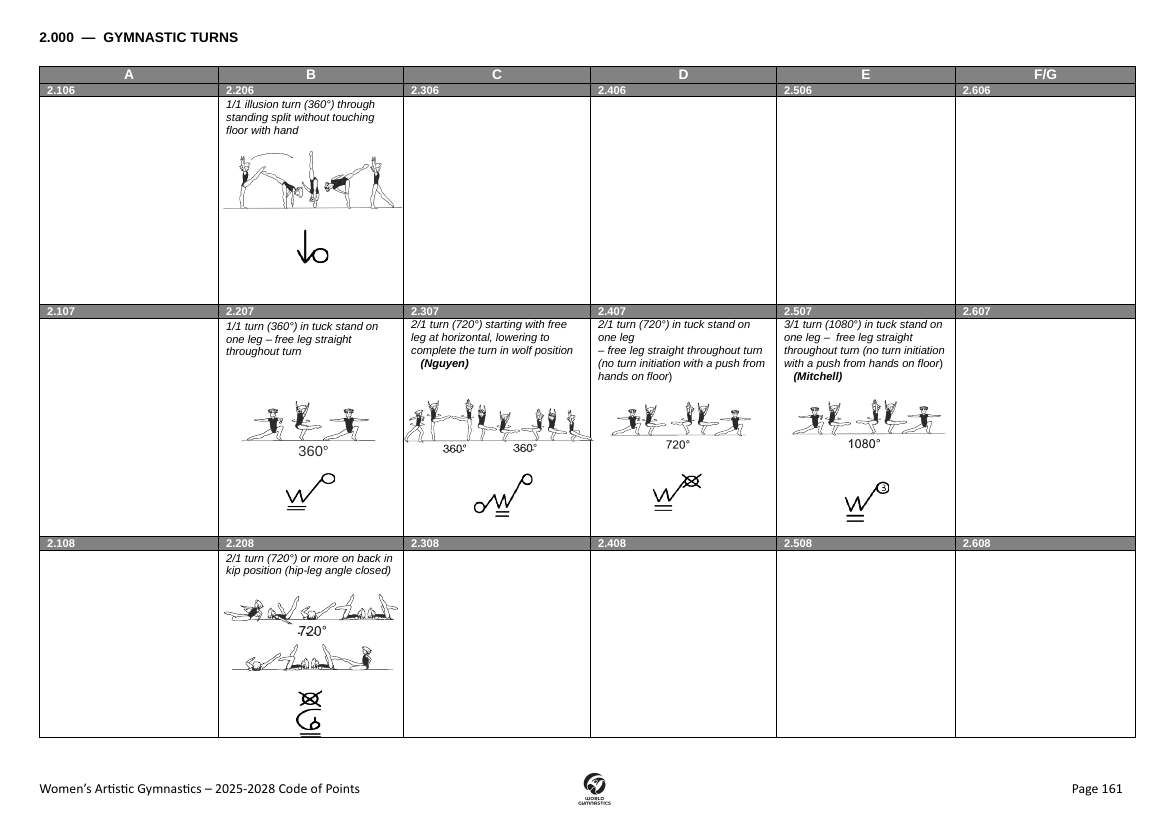 2.000 — GYMNASTIC TURNS
A B C D E F/G
2.106 2.206 2.306 2.406 2.506 2.606
1/1 illusion turn (360°) through
standing split without touching
floor with hand
2.107 2.207 2.307 2.407 2.507 2.607
1/1 turn (360°) in tuck stand on
one leg – free leg straight
throughout turn
360°
2/1 turn (720°) starting with free
leg at horizontal, lowering to
complete the turn in wolf position
(Nguyen)
360° 360°
2/1 turn (720°) in tuck stand on
one leg
– free leg straight throughout turn
(no turn initiation with a push from
hands on floor)
720°
3/1 turn (1080°) in tuck stand on
one leg – free leg straight
throughout turn (no turn initiation
with a push from hands on floor)
(Mitchell)
1080°
3
2.108 2.208 2.308 2.408 2.508 2.608
2/1 turn (720°) or more on back in
kip position (hip-leg angle closed)
720°
Women's Artistic Gymnastics – 2025-2028 Code of Points
WORLD
GYMNASTICS
Page 161